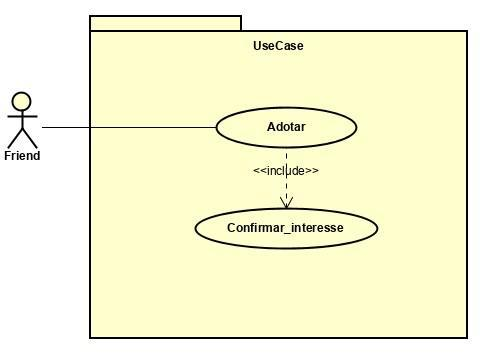 UseCase
Adotar
Friend
<<include>>
Confirmar_interesse